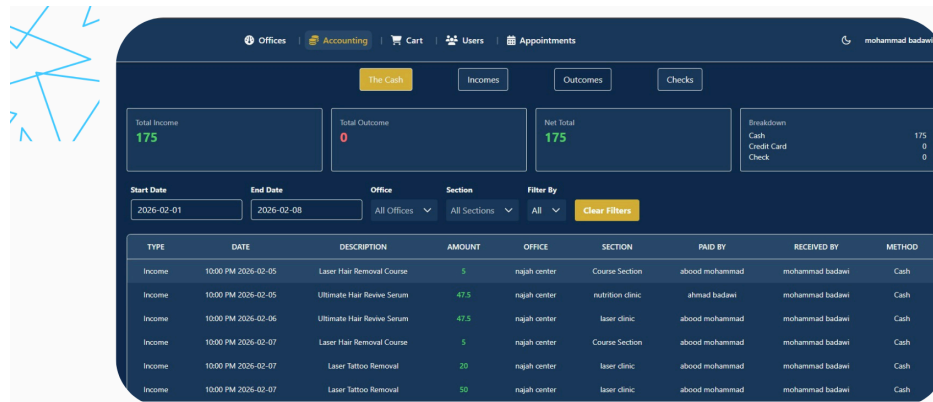 Offices | Accounting | Cart | Users | Appointments mohammad badawi
The Cash Incomes Outcomes Checks
Total Income Total Outcome Net Total Breakdown
175 0 175
Cash 175
Credit Card 0
Check 0
Start Date End Date Office Section Filter By
2026-02-01 2026-02-08 All Offices All Sections All Clear Filters
TYPE DATE DESCRIPTION AMOUNT OFFICE SECTION PAID BY RECEIVED BY METHOD
Income 10:00 PM 2026-02-05 Laser Hair Removal Course 5 najah center Course Section abood mohammad mohammad badawi Cash
Income 10:00 PM 2026-02-05 Ultimate Hair Revive Serum 47.5 najah center nutrition clinic ahmad badawi mohammad badawi Cash
Income 10:00 PM 2026-02-06 Ultimate Hair Revive Serum 47.5 najah center laser clinic abood mohammad mohammad badawi Cash
Income 10:00 PM 2026-02-07 Laser Hair Removal Course 5 najah center Course Section abood mohammad mohammad badawi Cash
Income 10:00 PM 2026-02-07 Laser Tattoo Removal 20 najah center laser clinic abood mohammad mohammad badawi Cash
Income 10:00 PM 2026-02-07 Laser Tattoo Removal 50 najah center laser clinic abood mohammad mohammad badawi Cash